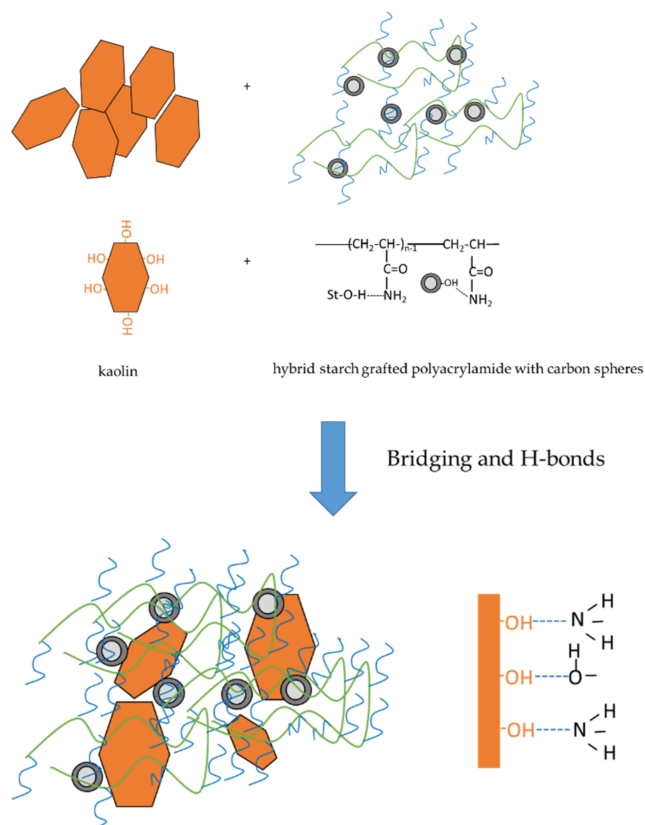 +
OH
HO OH
HO OH
OH
+
(CH₂-CH-)ₙ₋₁ CH₂-CH—
C=O C=O
OH
St-O-H NH₂ NH₂
kaolin
hybrid starch grafted polyacrylamide with carbon spheres
Bridging and H-bonds
H
OH N
H
H
OH O
H
OH N
H